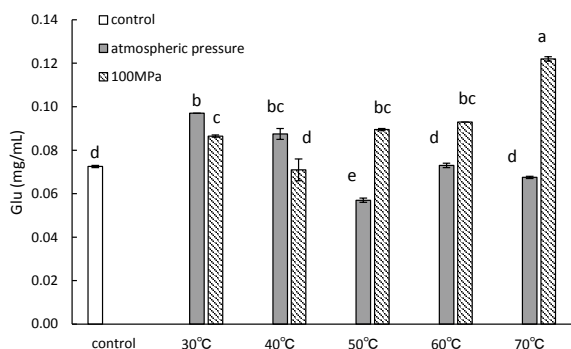 0.14
0.12
0.10
0.08
0.06
0.04
0.02
0.00
Glu (mg/mL)
control
atmospheric pressure
100MPa
d
b
c
bc
d
e
bc
d
bc
d
a
control
30℃
40℃
50℃
60℃
70℃